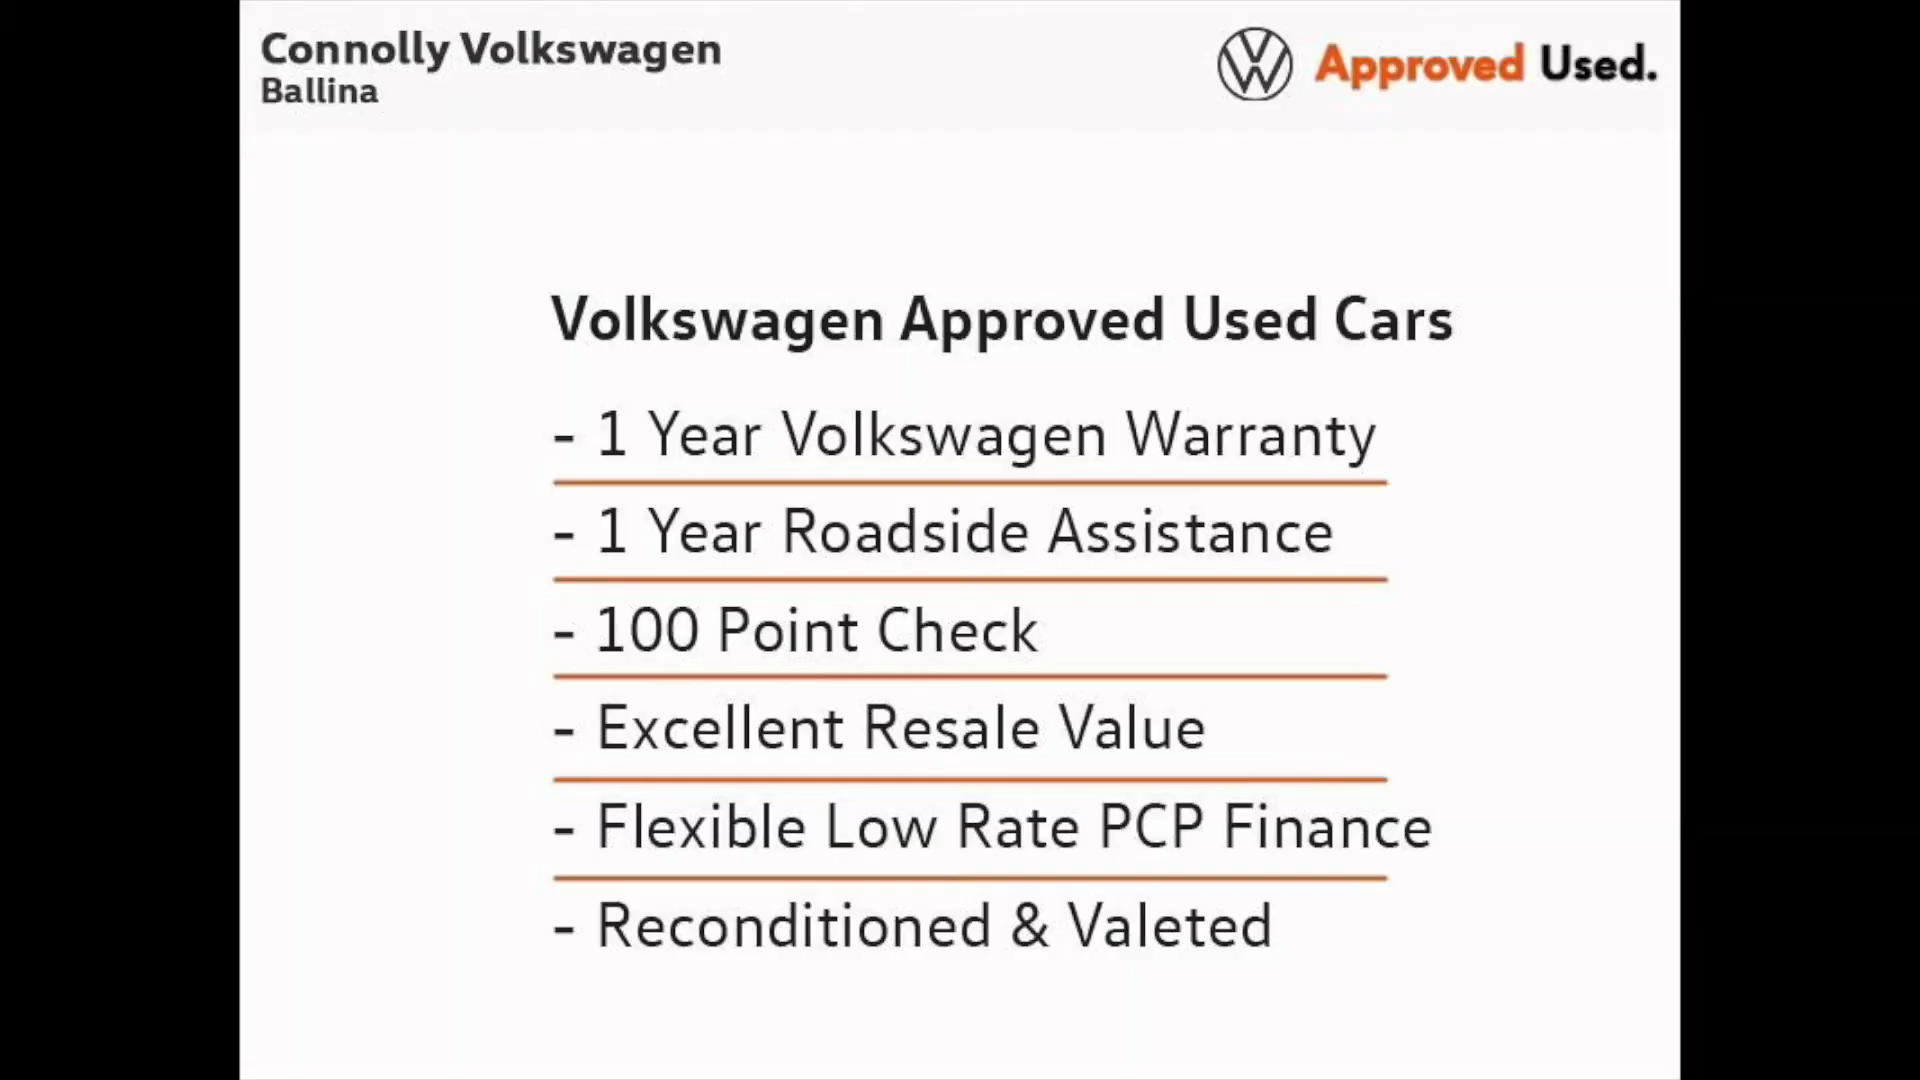 Connolly Volkswagen
Ballina
Approved Used.
Volkswagen Approved Used Cars
- 1 Year Volkswagen Warranty
- 1 Year Roadside Assistance
- 100 Point Check
- Excellent Resale Value
- Flexible Low Rate PCP Finance
- Reconditioned & Valeted